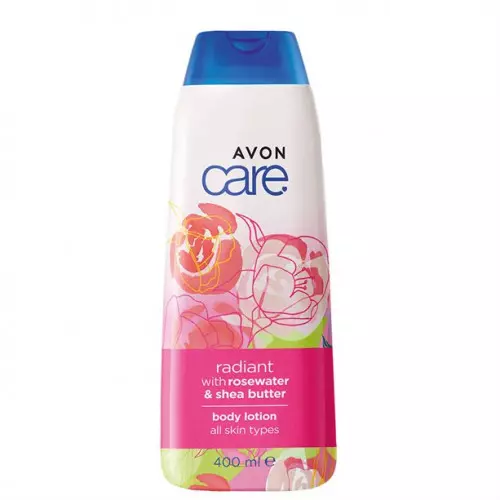 AVON
care
radiant
with rosewater
& shea butter
body lotion
all skin types
400 ml ℮